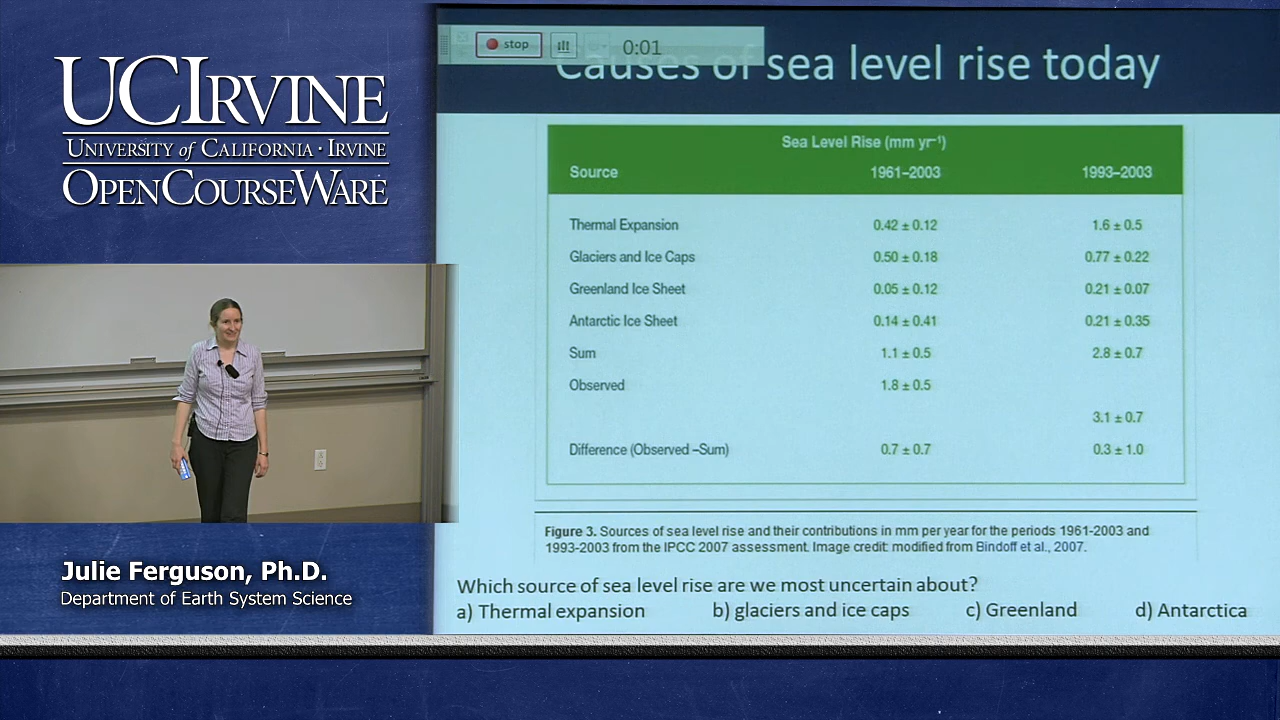 UCIRVINE
UNIVERSITY of CALIFORNIA · IRVINE
OPENCOURSEWARE
Julie Ferguson, Ph.D.
Department of Earth System Science
stop 0:01
Causes of sea level rise today
Sea Level Rise (mm yr⁻¹)
Source 1961–2003 1993–2003
Thermal Expansion 0.42 ± 0.12 1.6 ± 0.5
Glaciers and Ice Caps 0.50 ± 0.18 0.77 ± 0.22
Greenland Ice Sheet 0.05 ± 0.12 0.21 ± 0.07
Antarctic Ice Sheet 0.14 ± 0.41 0.21 ± 0.35
Sum 1.1 ± 0.5 2.8 ± 0.7
Observed 1.8 ± 0.5
3.1 ± 0.7
Difference (Observed –Sum) 0.7 ± 0.7 0.3 ± 1.0
Figure 3. Sources of sea level rise and their contributions in mm per year for the periods 1961-2003 and
1993-2003 from the IPCC 2007 assessment. Image credit: modified from Bindoff et al., 2007.
Which source of sea level rise are we most uncertain about?
a) Thermal expansion b) glaciers and ice caps c) Greenland d) Antarctica